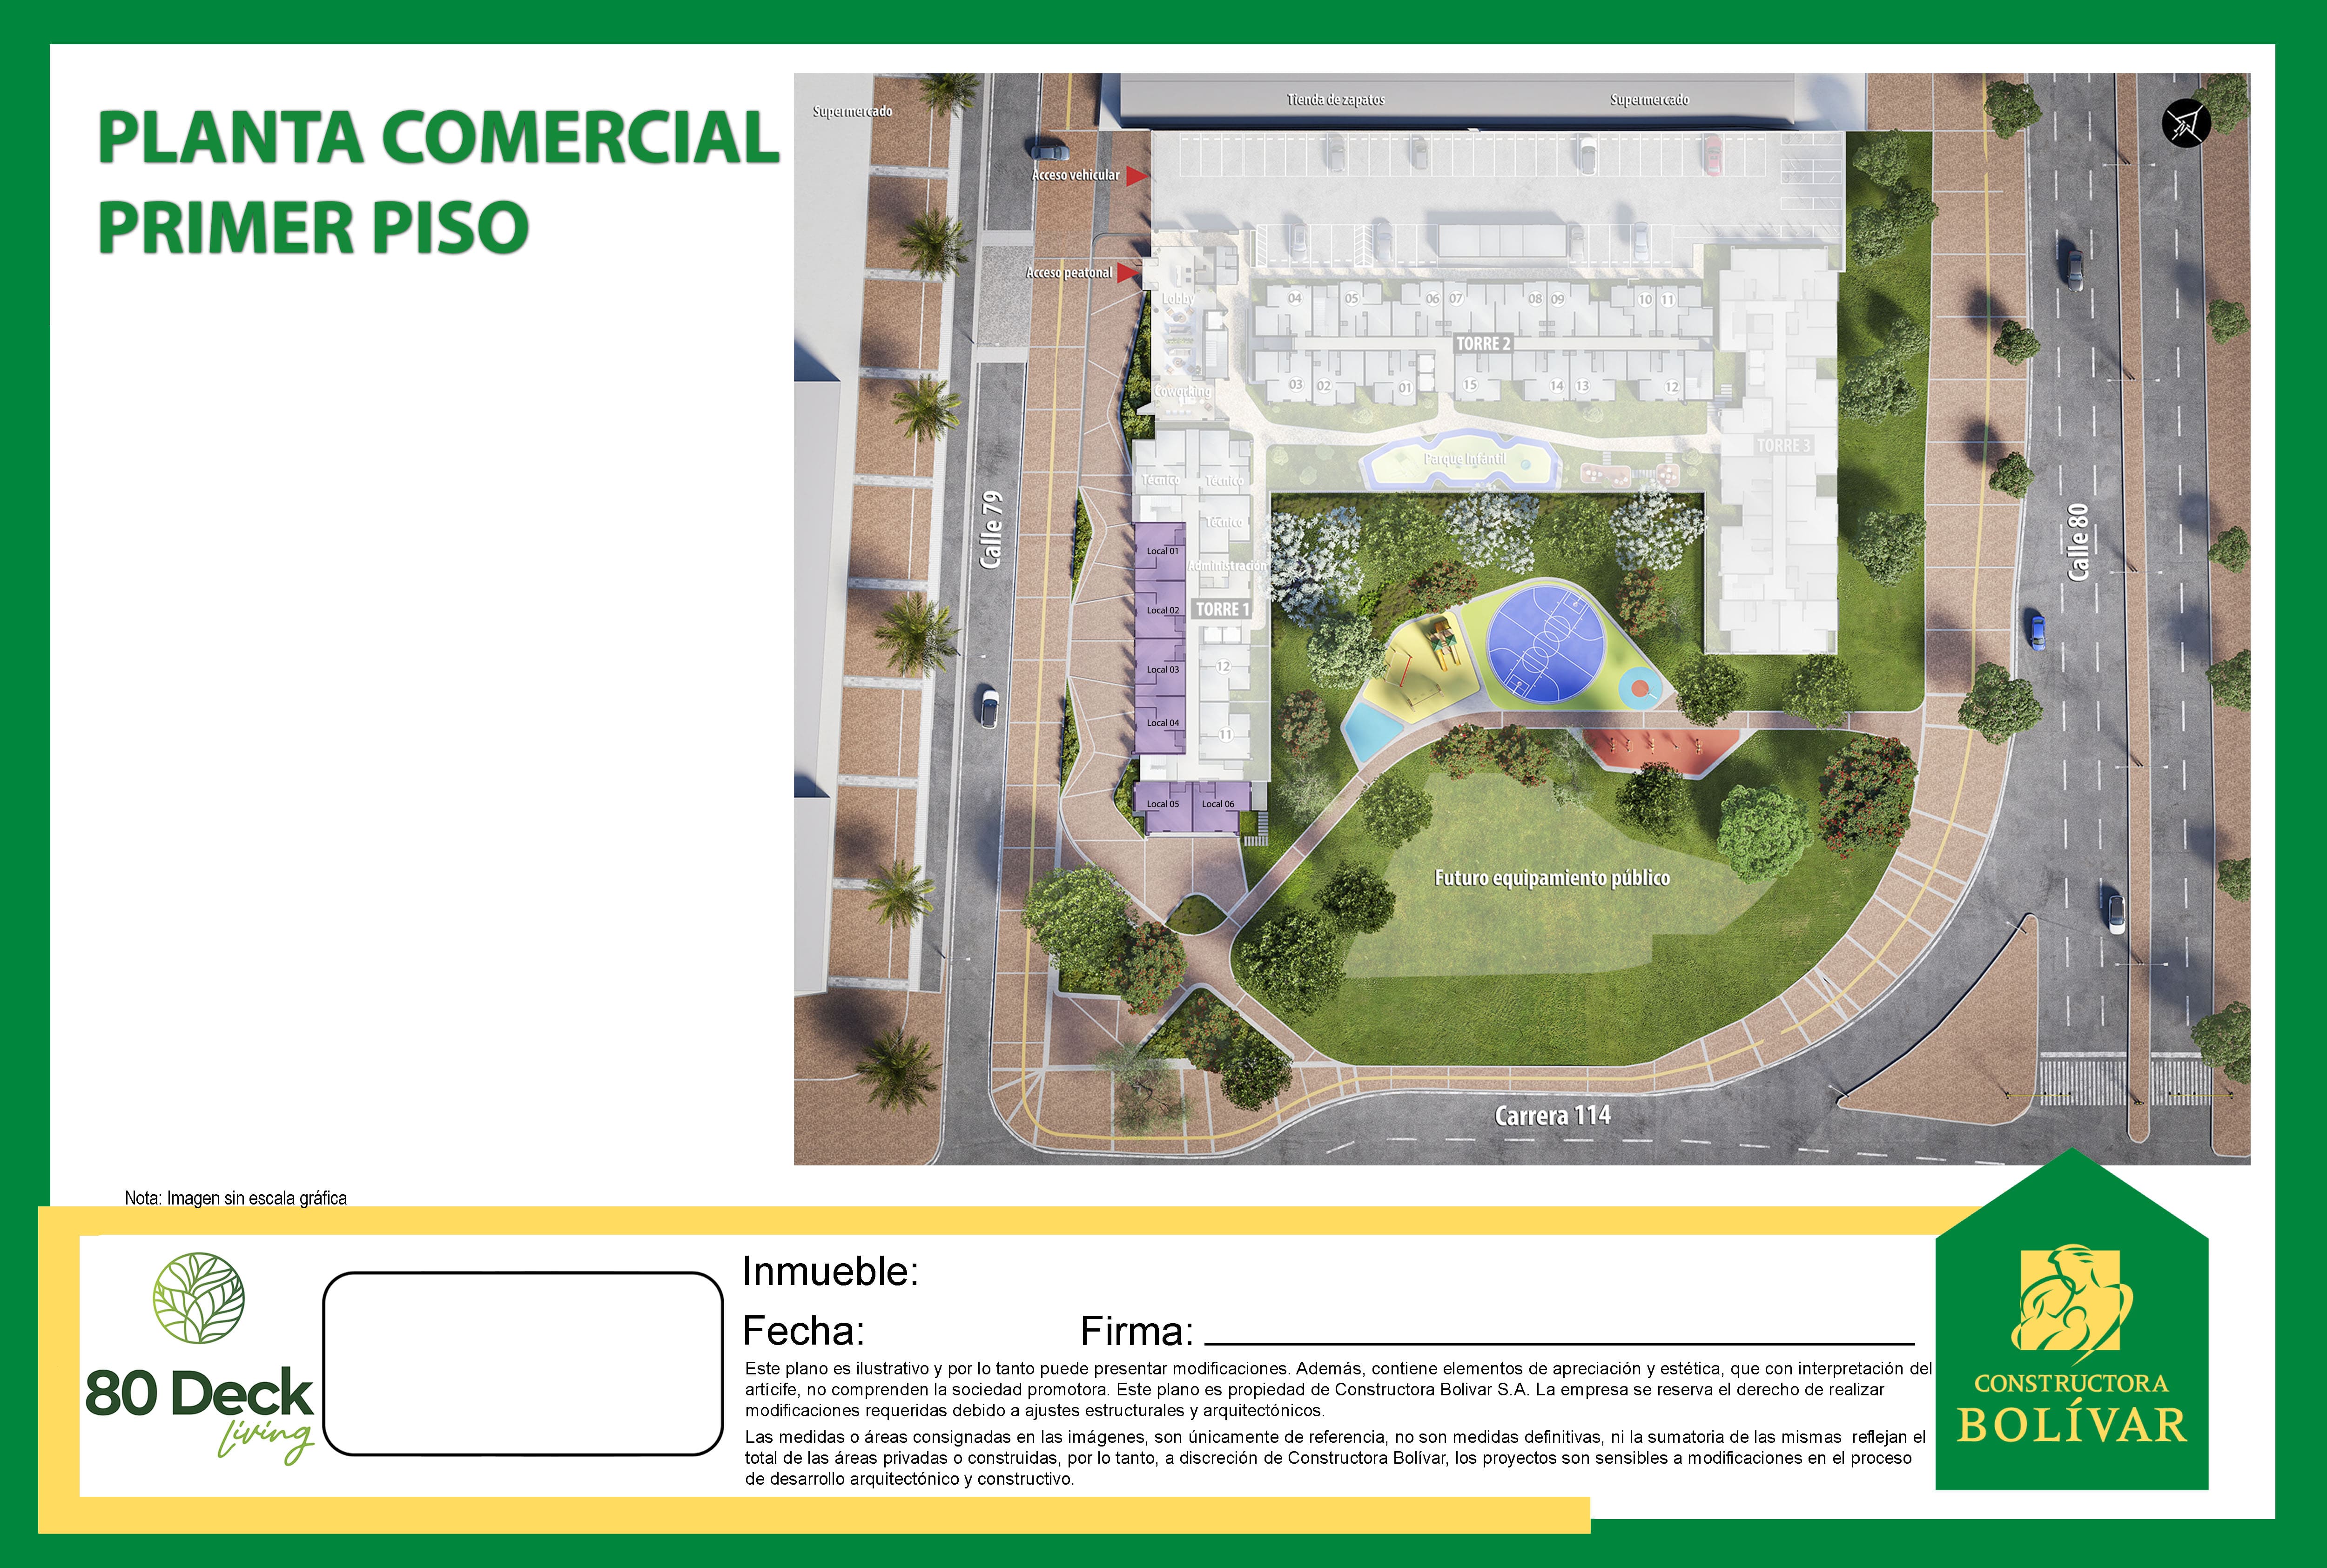 PLANTA COMERCIAL
PRIMER PISO
Supermercado
Tienda de zapatos
Supermercado
Acceso vehicular
Acceso peatonal
Lobby
04
05
06
07
08
09
10
11
TORRE 2
03
02
01
15
14
13
12
Coworking
Parque Infantil
TORRE 3
Técnico
Técnico
Técnico
Calle 79
Calle 80
Local 01
Administración
Local 02
TORRE 1
Local 03
12
Local 04
11
Local 05
Local 06
Futuro equipamiento público
Carrera 114
Nota: Imagen sin escala gráfica
80 Deck
living
Inmueble:
Fecha:
Firma:
Este plano es ilustrativo y por lo tanto puede presentar modificaciones. Además, contiene elementos de apreciación y estética, que con interpretación del
artícife, no comprenden la sociedad promotora. Este plano es propiedad de Constructora Bolivar S.A. La empresa se reserva el derecho de realizar
modificaciones requeridas debido a ajustes estructurales y arquitectónicos.
Las medidas o áreas consignadas en las imágenes, son únicamente de referencia, no son medidas definitivas, ni la sumatoria de las mismas reflejan el
total de las áreas privadas o construidas, por lo tanto, a discreción de Constructora Bolívar, los proyectos son sensibles a modificaciones en el proceso
de desarrollo arquitectónico y constructivo.
CONSTRUCTORA
BOLÍVAR